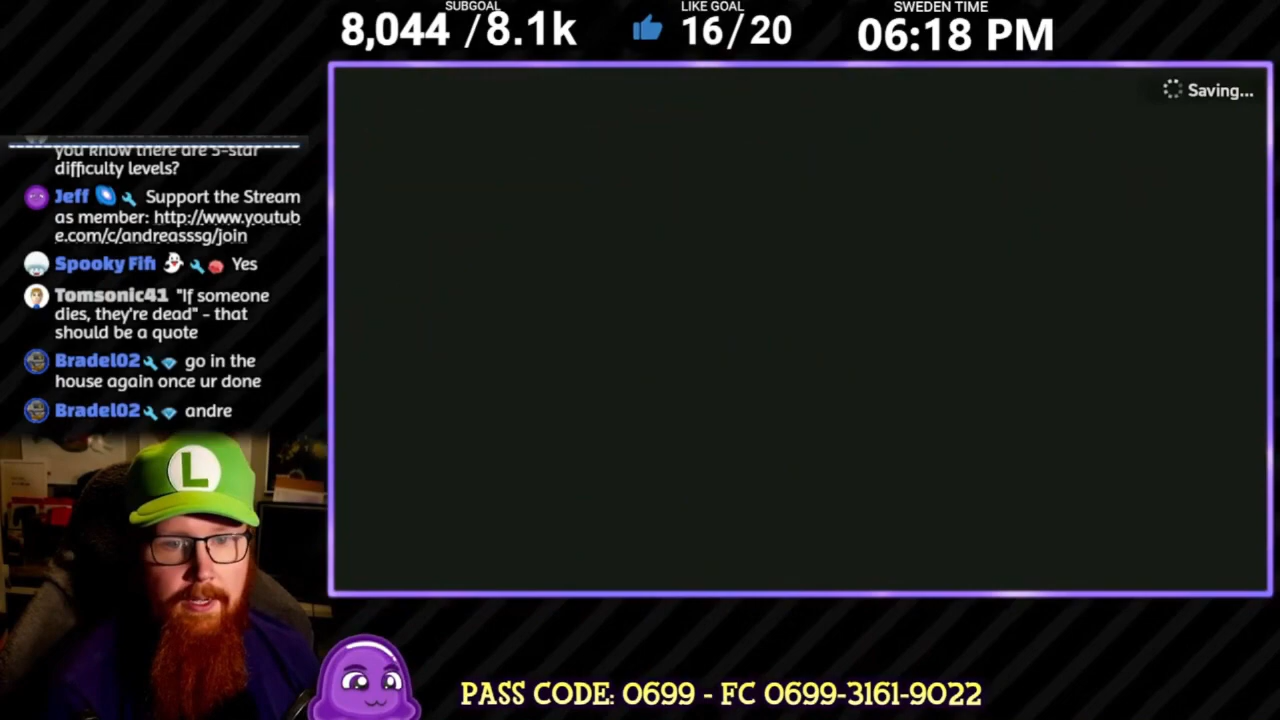 SUBGOAL
8,044 /8.1k
LIKE GOAL
16/20
SWEDEN TIME
06:18 PM
Saving...
you know there are 5-star
difficulty levels?
Jeff Support the Stream
as member: http://www.youtub
e.com/c/andreasssg/join
Spooky Fifi Yes
Tomsonic41 "If someone
dies, they're dead" - that
should be a quote
Bradel02 go in the
house again once ur done
Bradel02 andre
L
PASS CODE: 0699 - FC 0699-3161-9022